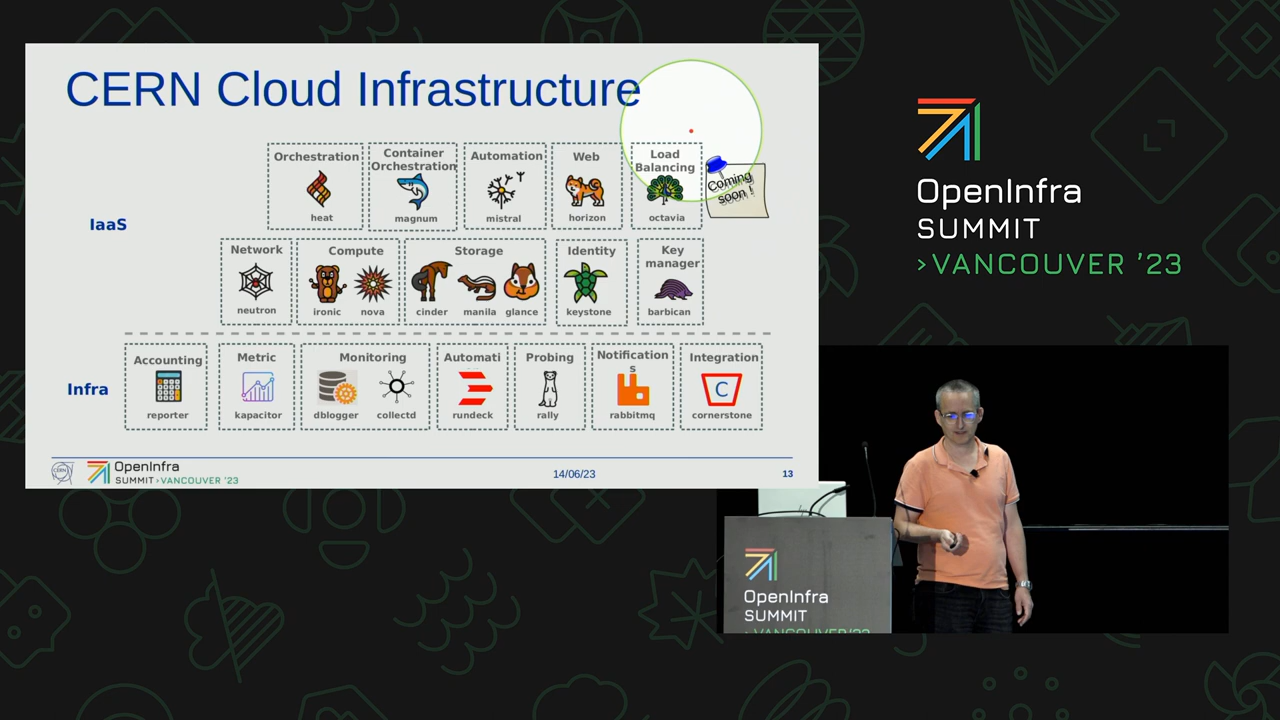 CERN Cloud Infrastructure
IaaS
Orchestration
heat
Container
Orchestration
magnum
Automation
mistral
Web
horizon
Load
Balancing
octavia
Coming
soon !
Network
neutron
Compute
ironic nova
Storage
cinder manila glance
Identity
keystone
Key
manager
barbican
Infra
Accounting
reporter
Metric
kapacitor
Monitoring
dblogger collectd
Automati
rundeck
Probing
rally
Notification
s
rabbitmq
Integration
C
cornerstone
CERN
OpenInfra
SUMMIT >VANCOUVER '23
14/06/23
13
OpenInfra
SUMMIT
>VANCOUVER '23
OpenInfra
SUMMIT
>VANCOUVER'23